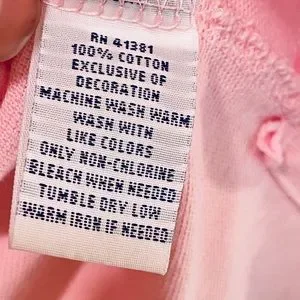 RN 41381
100% COTTON
EXCLUSIVE OF
DECORATION
MACHINE WASH WARM
WASH WITH
LIKE COLORS
ONLY NON-CHLORINE
BLEACH WHEN NEEDED
TUMBLE DRY LOW
WARM IRON IF NEEDED